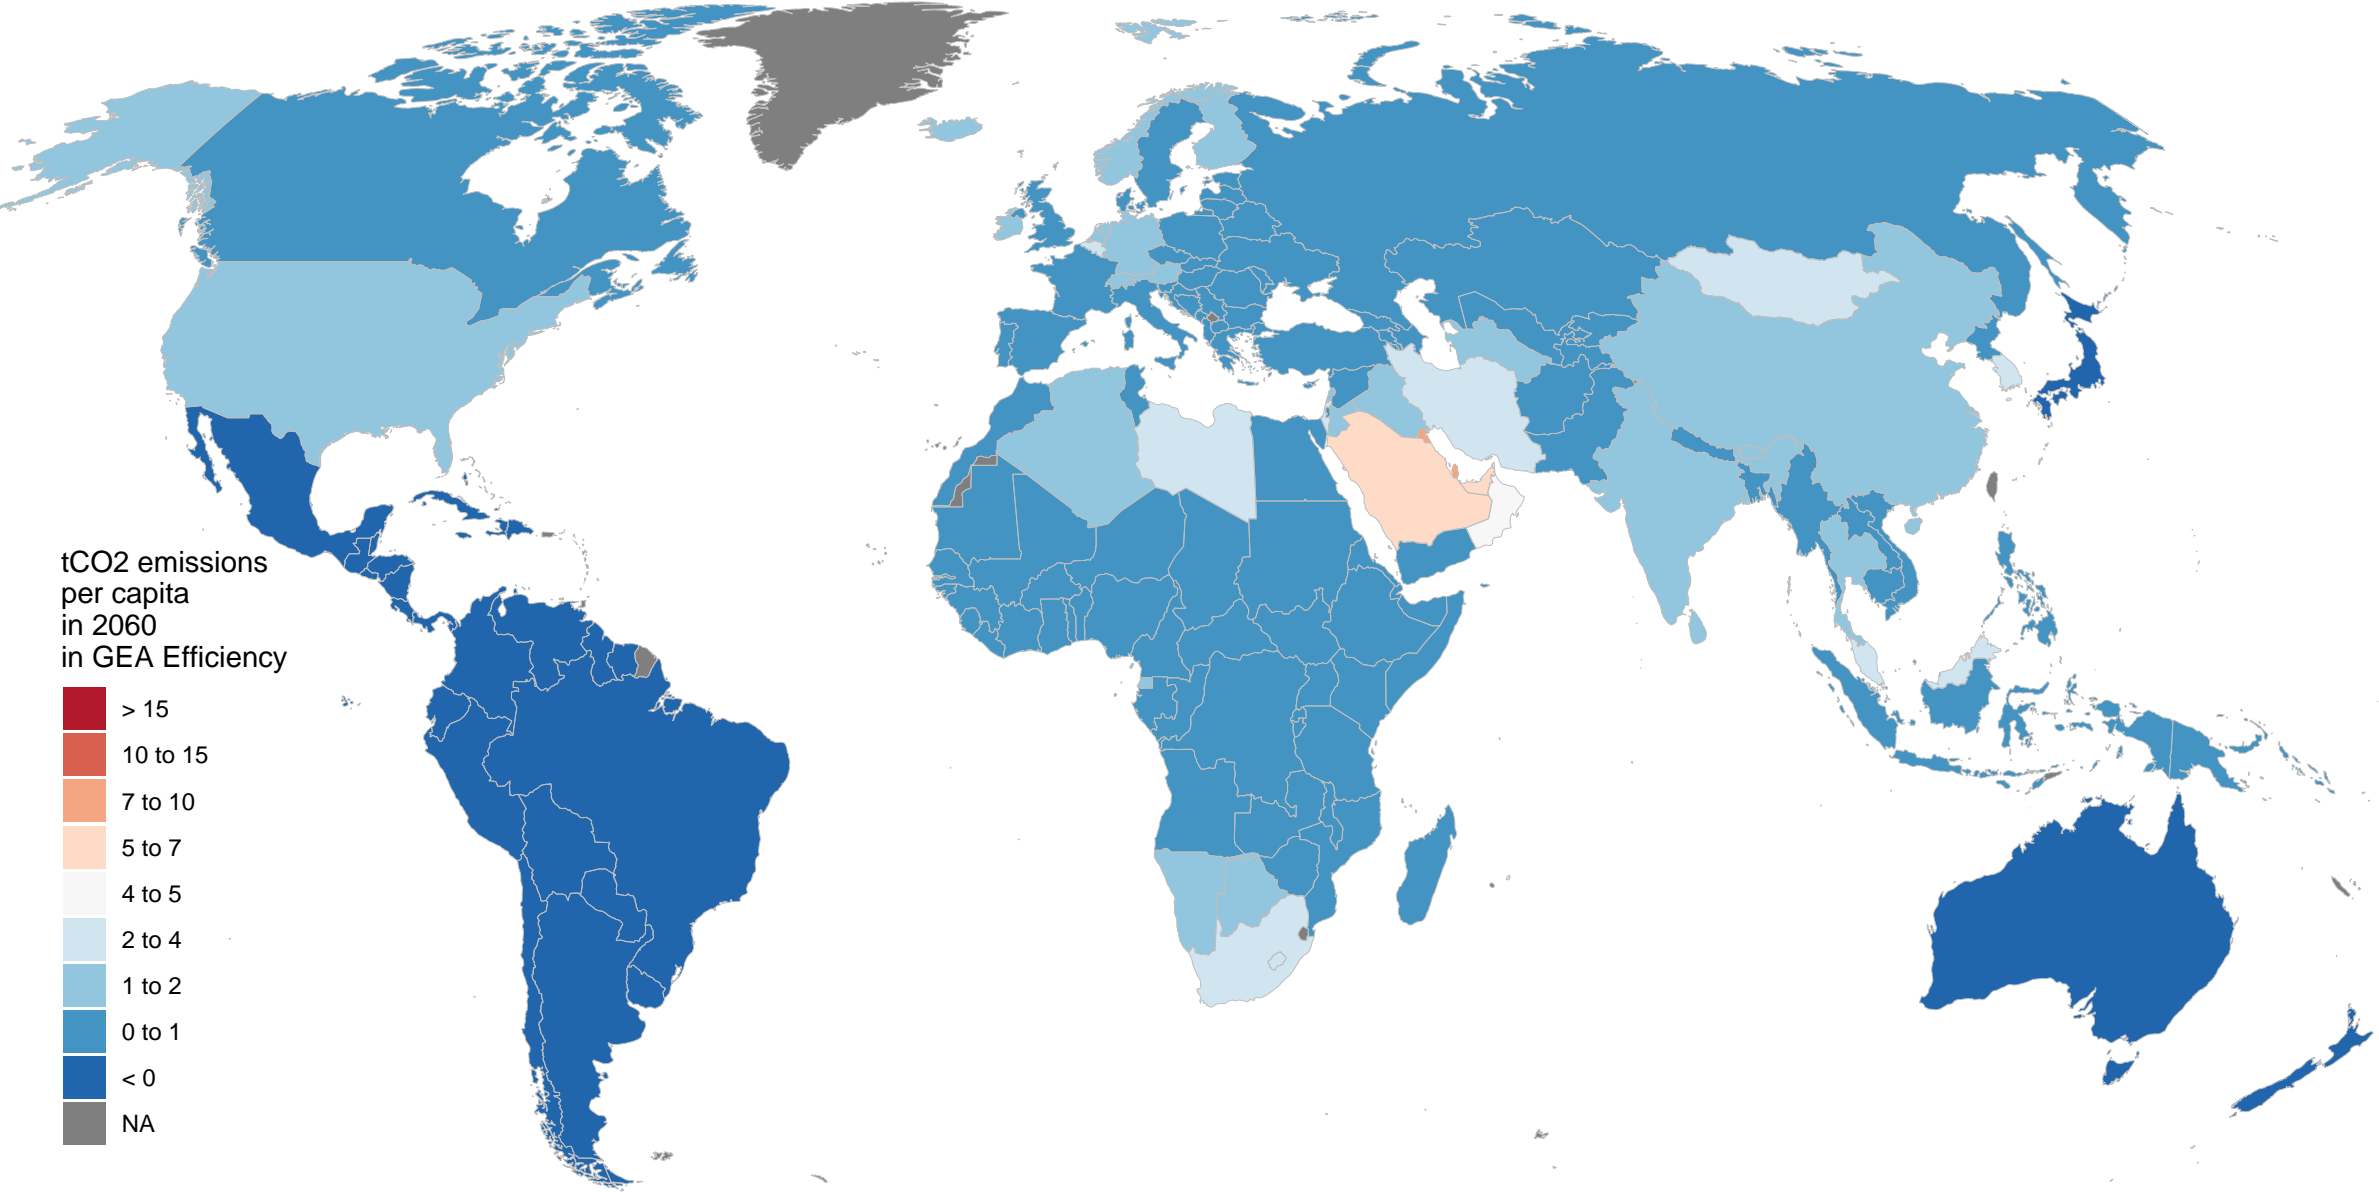 tCO2 emissions
per capita
in 2060
in GEA Efficiency
> 15
10 to 15
7 to 10
5 to 7
4 to 5
2 to 4
1 to 2
0 to 1
< 0
NA